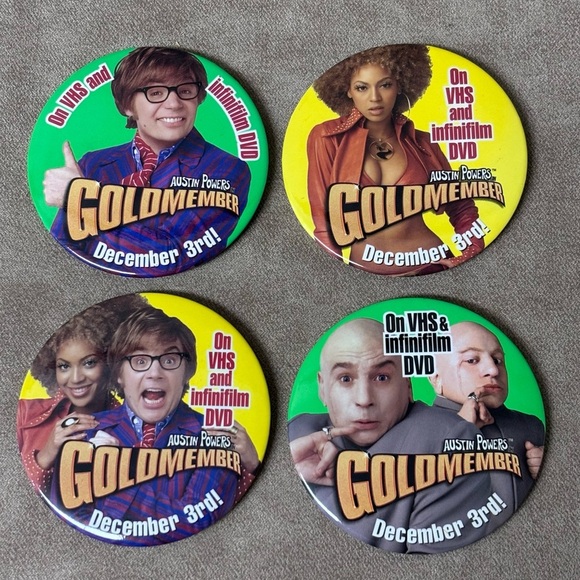 On VHS and
infinifilm DVD
AUSTIN POWERS
GOLDMEMBER
December 3rd!
On
VHS
and
infinifilm
DVD
AUSTIN POWERS
GOLDMEMBER
December 3rd!
On
VHS
and
infinifilm
DVD
AUSTIN POWERS
GOLDMEMBER
December 3rd!
On VHS &
infinifilm
DVD
AUSTIN POWERS
GOLDMEMBER
December 3rd!